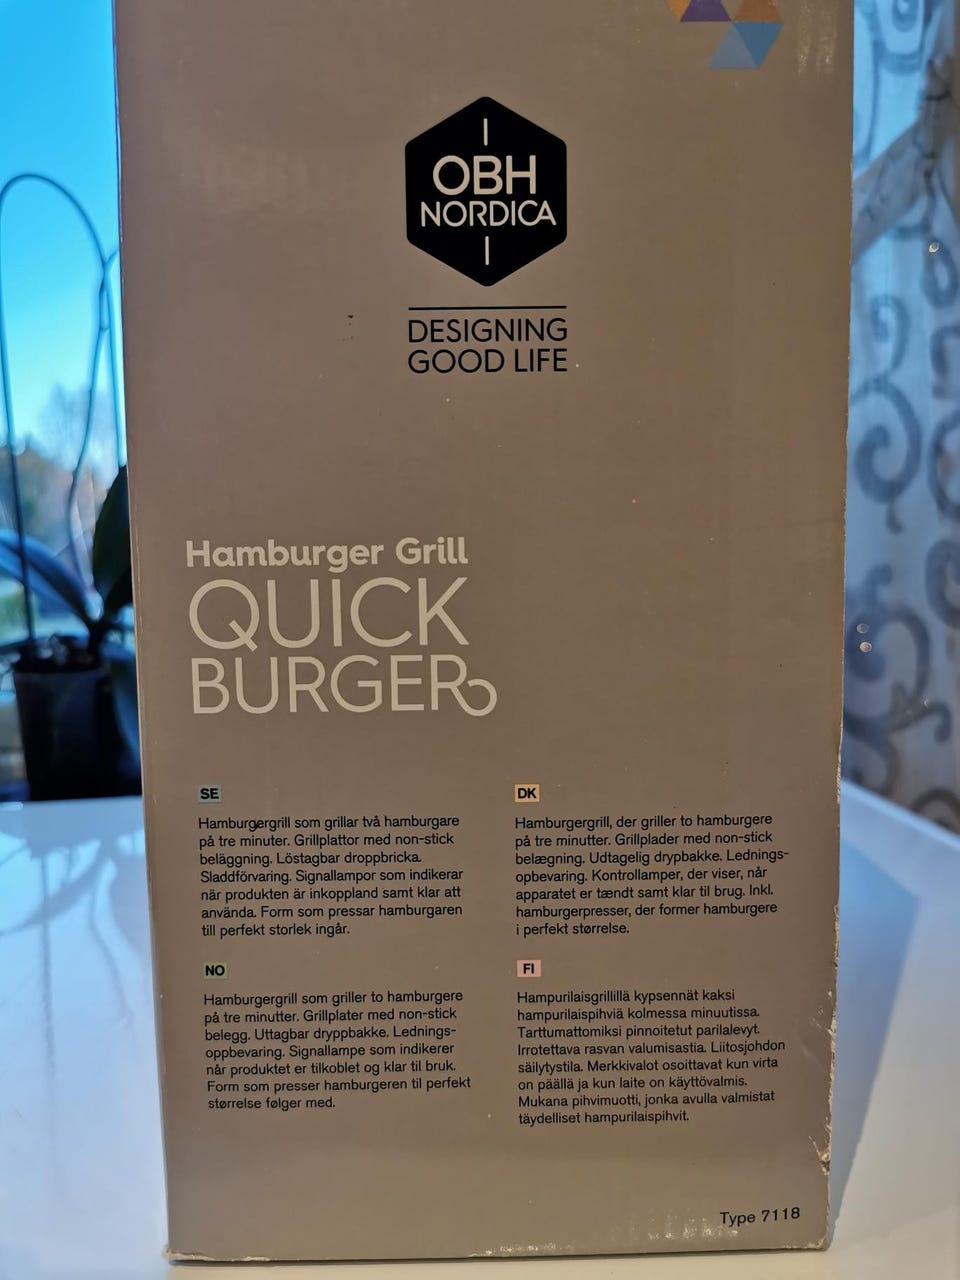 OBH
NORDICA
DESIGNING
GOOD LIFE
Hamburger Grill
QUICK
BURGER
SE
Hamburgergrill som grillar två hamburgare
på tre minuter. Grillplattor med non-stick
beläggning. Löstagbar droppbricka.
Sladdförvaring. Signallampor som indikerar
när produkten är inkoppland samt klar att
använda. Form som pressar hamburgaren
till perfekt storlek ingår.
DK
Hamburgergrill, der griller to hamburgere
på tre minutter. Grillplader med non-stick
belægning. Udtagelig drypbakke. Lednings-
opbevaring. Kontrollamper, der viser, når
apparatet er tændt samt klar til brug. Inkl.
hamburgerpresser, der former hamburgere
i perfekt størrelse.
NO
Hamburgergrill som griller to hamburgere
på tre minutter. Grillplater med non-stick
belegg. Uttagbar dryppbakke. Lednings-
oppbevaring. Signallampe som indikerer
når produktet er tilkoblet og klar til bruk.
Form som presser hamburgeren til perfekt
størrelse følger med.
FI
Hampurilaisgrillillä kypsennät kaksi
hampurilaispihviä kolmessa minuutissa.
Tarttumattomiksi pinnoitetut parilalevyt.
Irrotettava rasvan valumisastia. Liitosjohdon
säilytystila. Merkkivalot osoittavat kun virta
on päällä ja kun laite on käyttövalmis.
Mukana pihvimuotti, jonka avulla valmistat
täydelliset hampurilaispihvit.
Type 7118